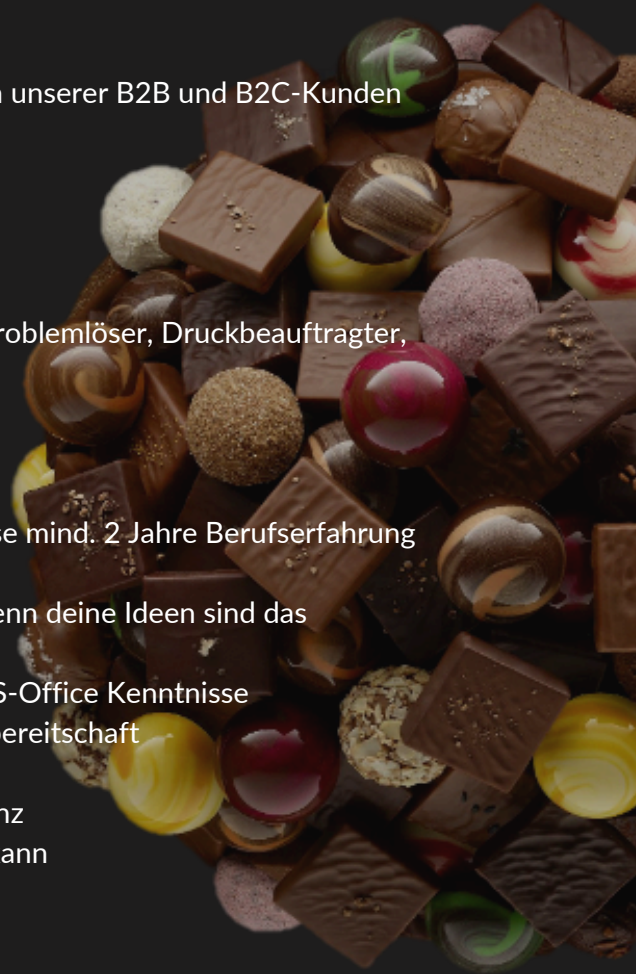 unserer B2B und B2C-Kunden
roblemlöser, Druckbeauftragter,
se mind. 2 Jahre Berufserfahrung
enn deine Ideen sind das
S-Office Kenntnisse
bereitschaft
nz
ann